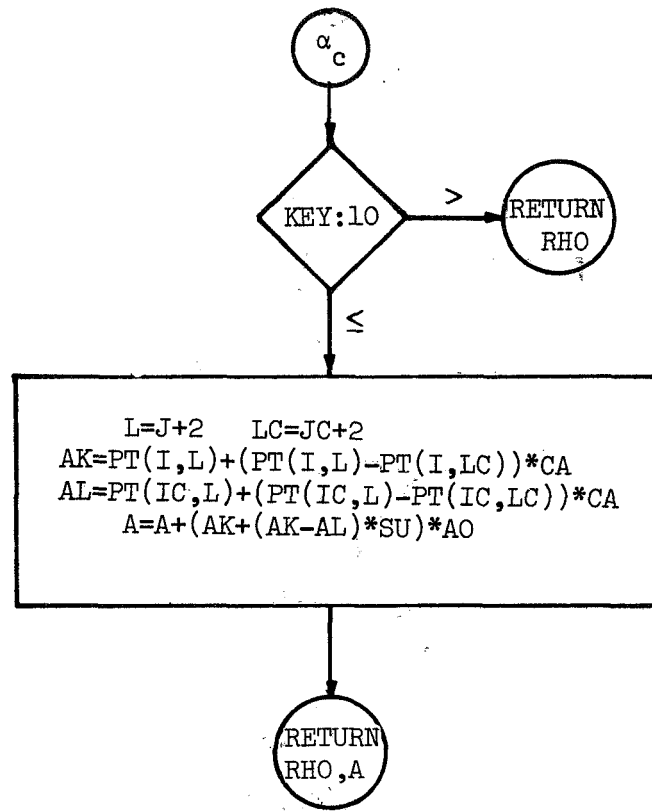 α_c
KEY:10
>
RETURN
RHO
≤
L=J+2 LC=JC+2
AK=PT(I,L)+(PT(I,L)-PT(I,LC))*CA
AL=PT(IC,L)+(PT(IC,L)-PT(IC,LC))*CA
A=A+(AK+(AK-AL)*SU)*AO
RETURN
RHO,A